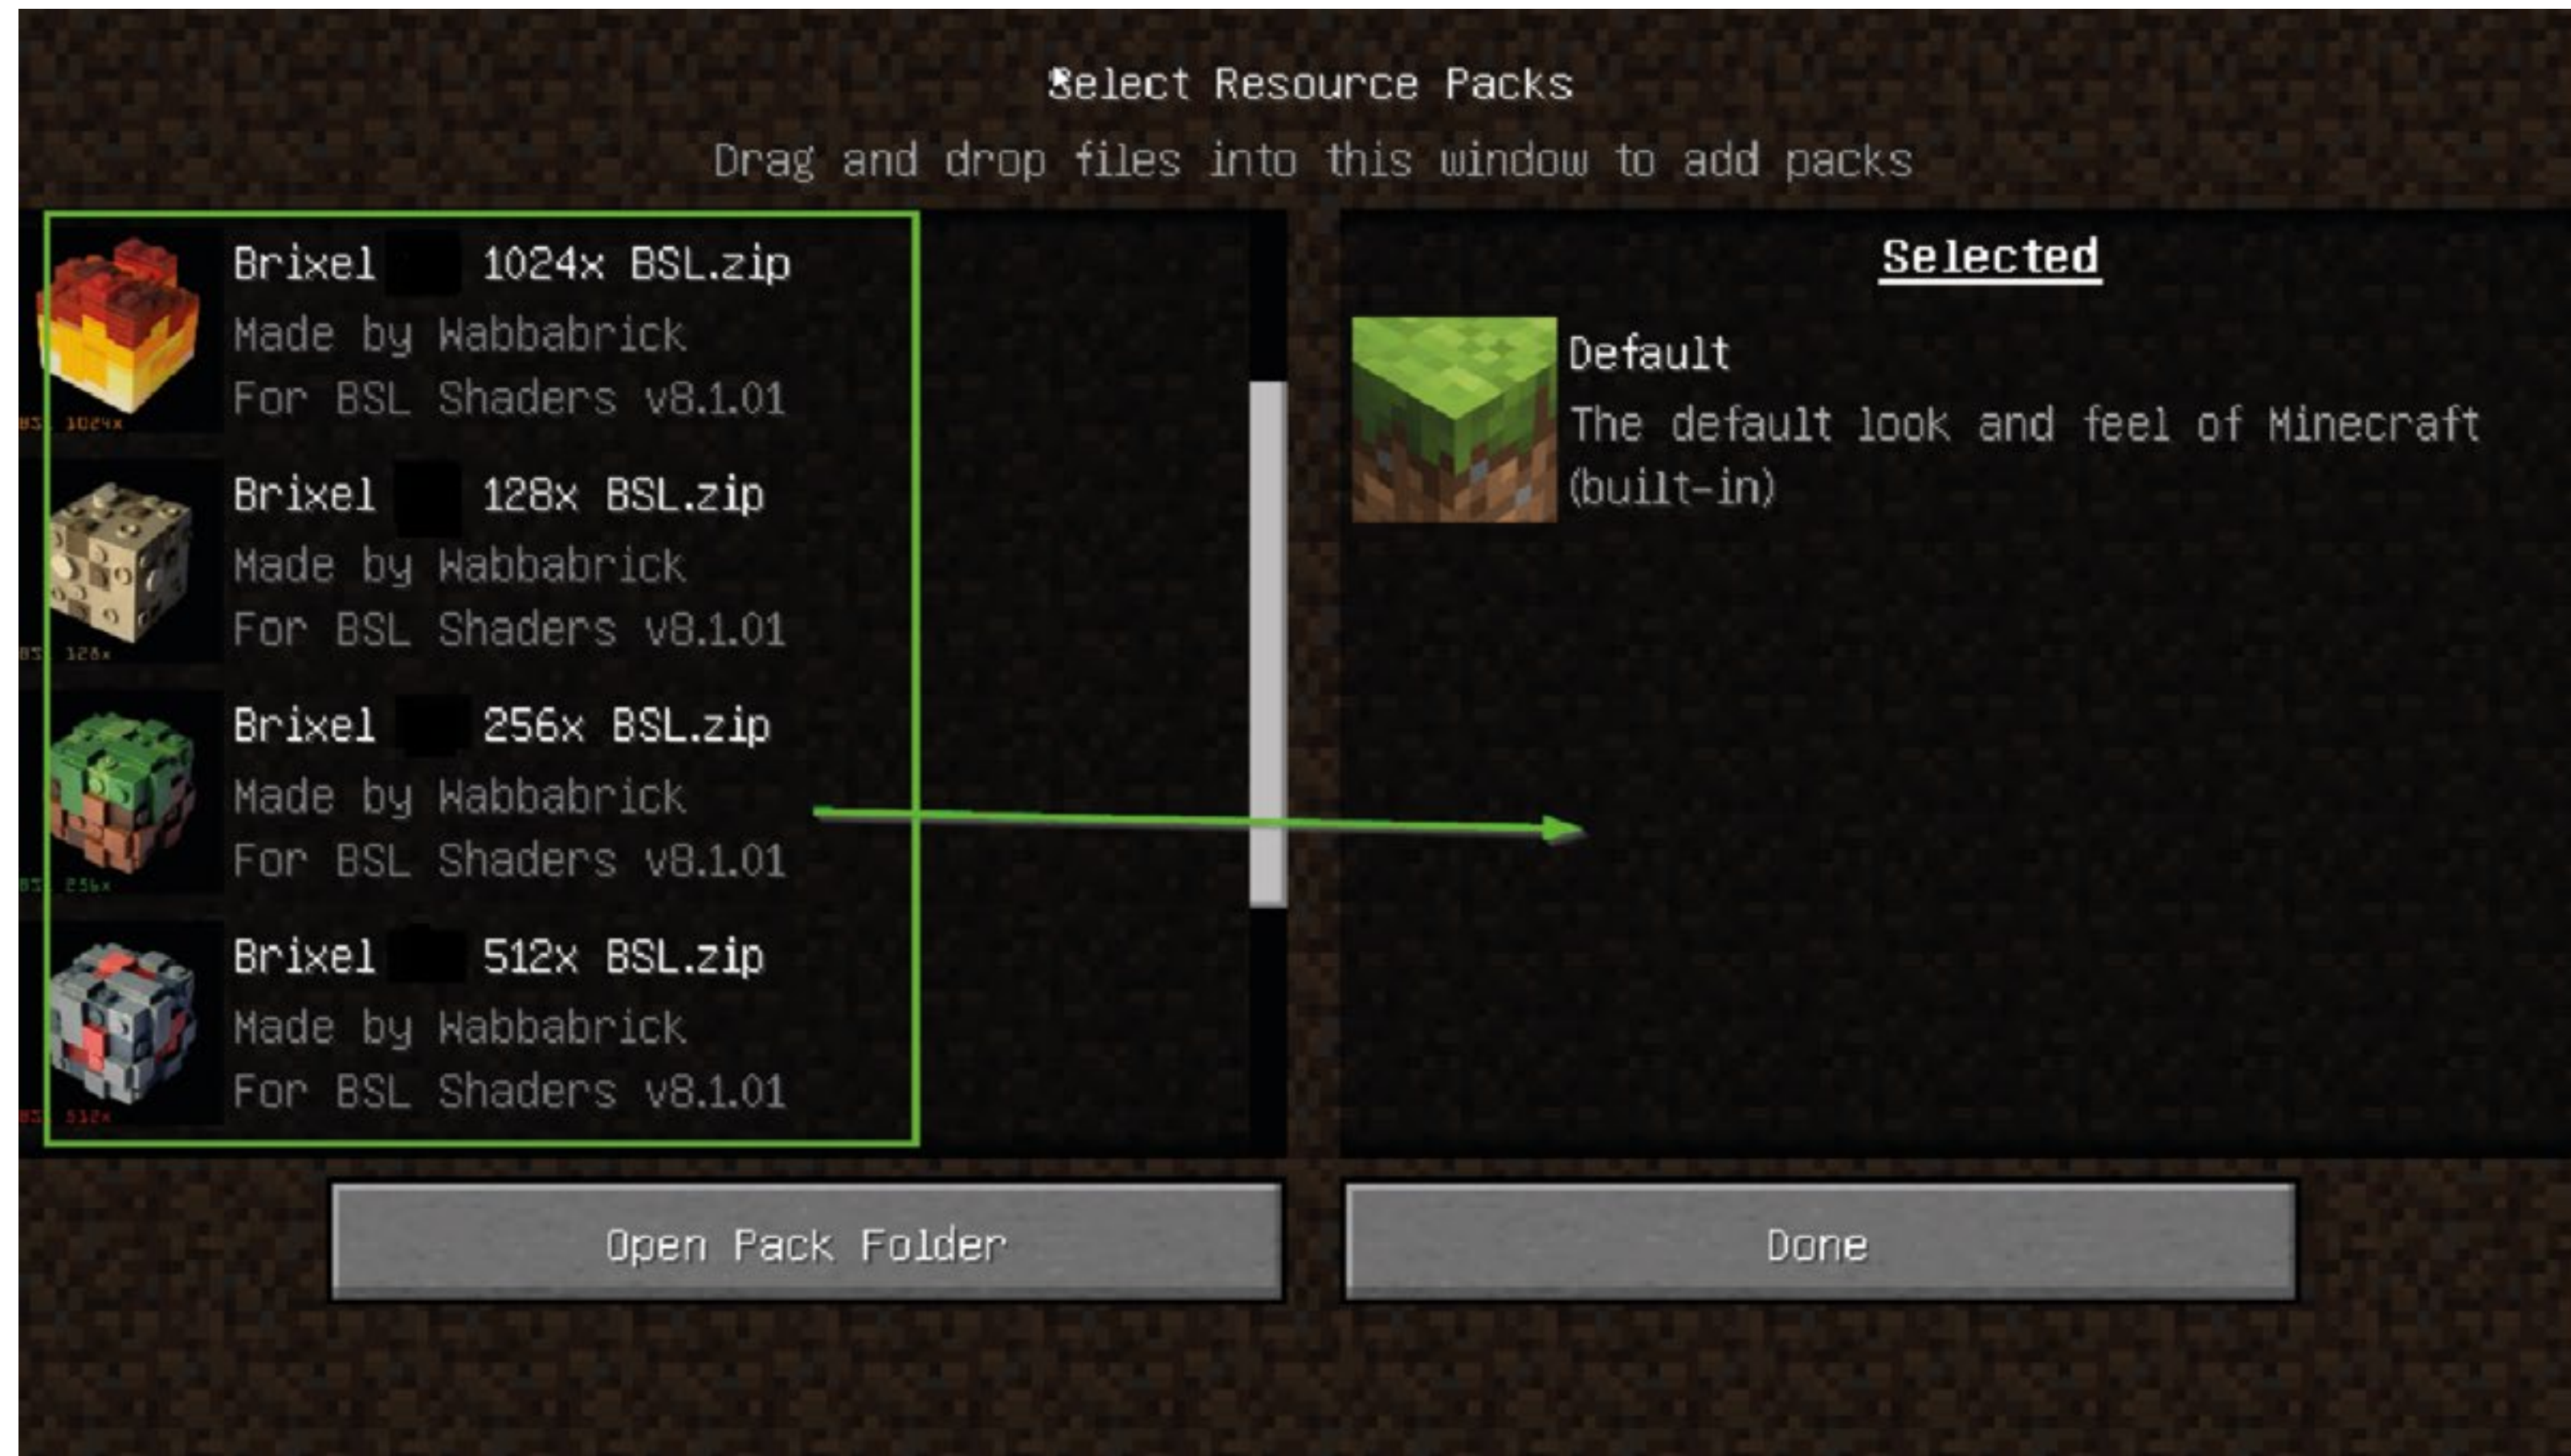 Select Resource Packs
Drag and drop files into this window to add packs
Brixel 1024x BSL.zip
Made by Wabbabrick
For BSL Shaders v8.1.01
1024x
Brixel 128x BSL.zip
Made by Wabbabrick
For BSL Shaders v8.1.01
128x
Brixel 256x BSL.zip
Made by Wabbabrick
For BSL Shaders v8.1.01
256x
Brixel 512x BSL.zip
Made by Wabbabrick
For BSL Shaders v8.1.01
512x
Selected
Default
The default look and feel of Minecraft
(built-in)
Open Pack Folder
Done